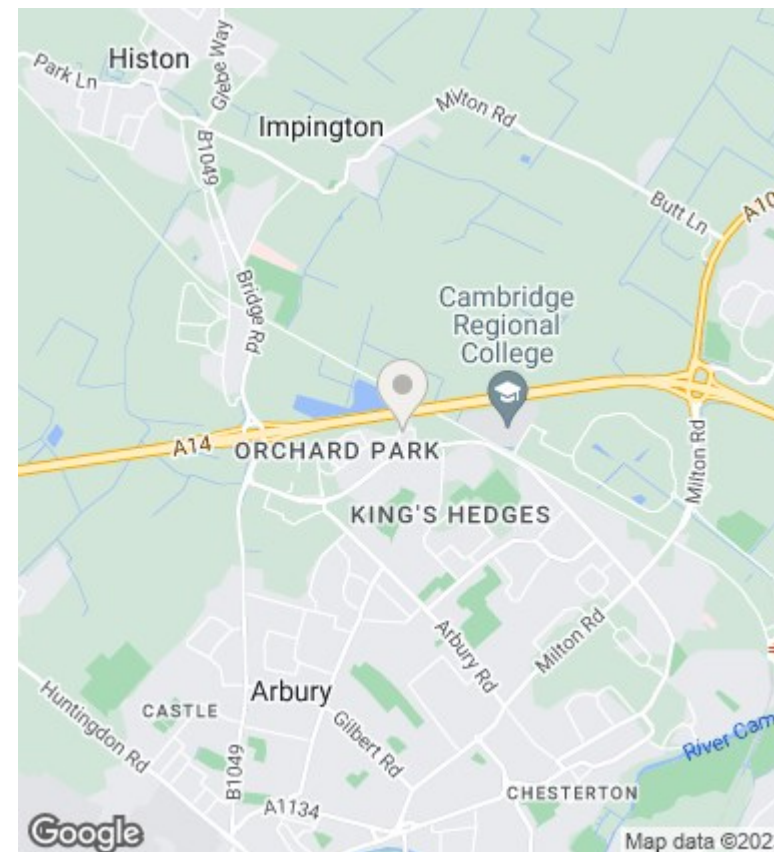 Histon
Glebe Way
Park Ln
Impington
Milton Rd
B1049
Butt Ln
A10
Bridge Rd
Cambridge
Regional
College
A14
ORCHARD PARK
Milton Rd
KING'S HEDGES
Arbury Rd
Milton Rd
Arbury
CASTLE
Huntingdon Rd
Gilbert Rd
B1049
River Cam
CHESTERTON
A1134
Google
Map data ©202